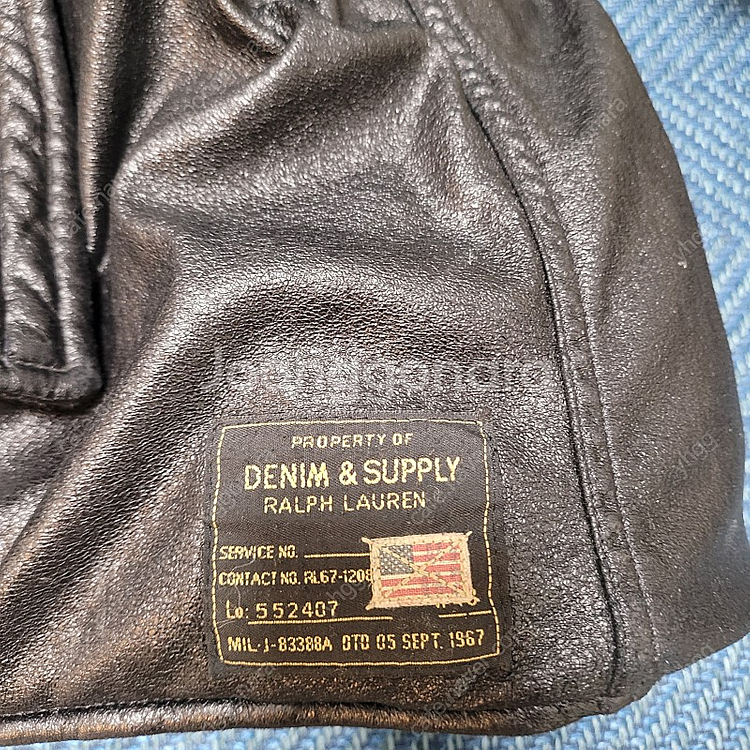 Joonggonara
PROPERTY OF
DENIM & SUPPLY
RALPH LAUREN
SERVICE NO.
CONTACT NO. RL67-1208
Lo: 552407
MIL-J-83388A DTD 05 SEPT. 1967